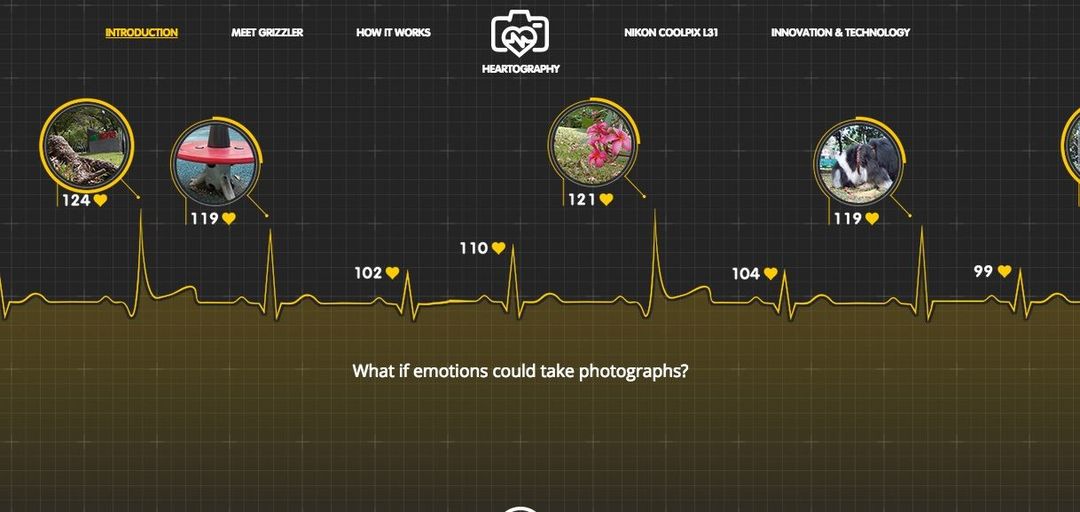 INTRODUCTION
MEET GRIZZLER
HOW IT WORKS
HEARTOGRAPHY
NIKON COOLPIX L31
INNOVATION & TECHNOLOGY
124
119
102
110
121
104
119
99
What if emotions could take photographs?